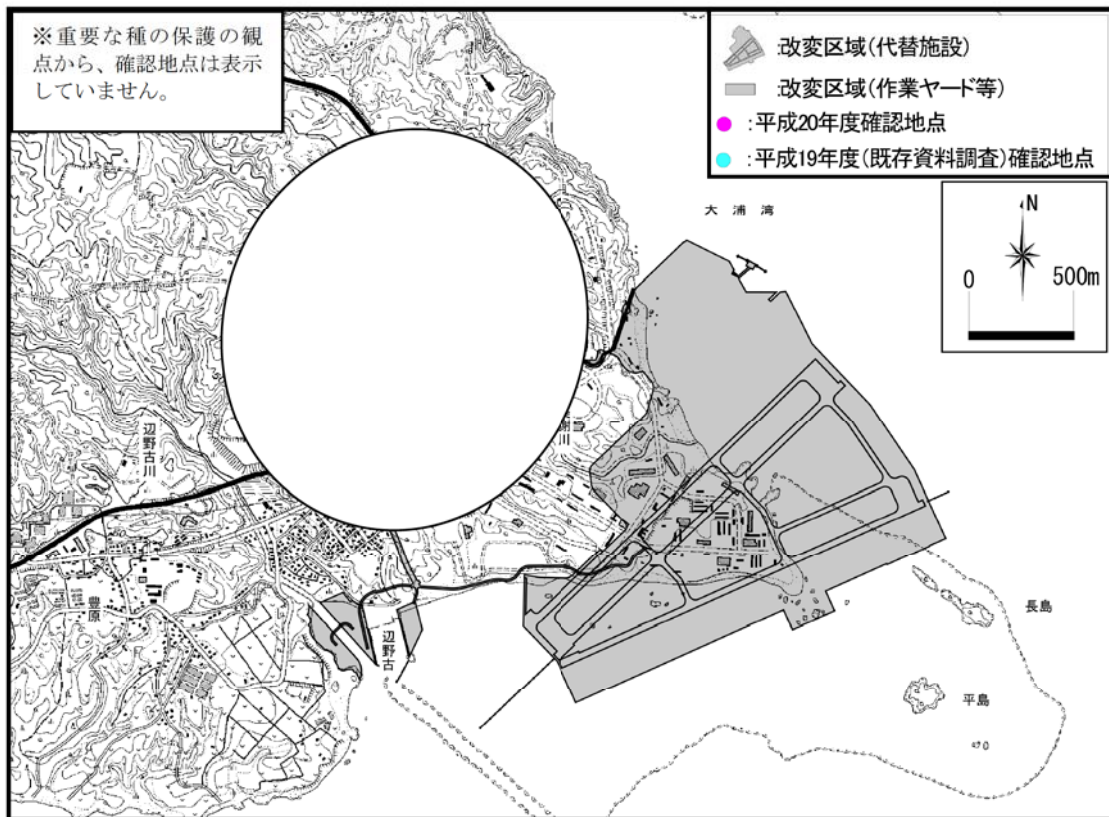 ※重要な種の保護の観
点から、確認地点は表示
していません。
:改変区域(代替施設)
:改変区域(作業ヤード等)
:平成20年度確認地点
:平成19年度(既存資料調査)確認地点
大浦湾
N
0 500m
辺野古川
謝川
豊原
辺野古
長島
平島